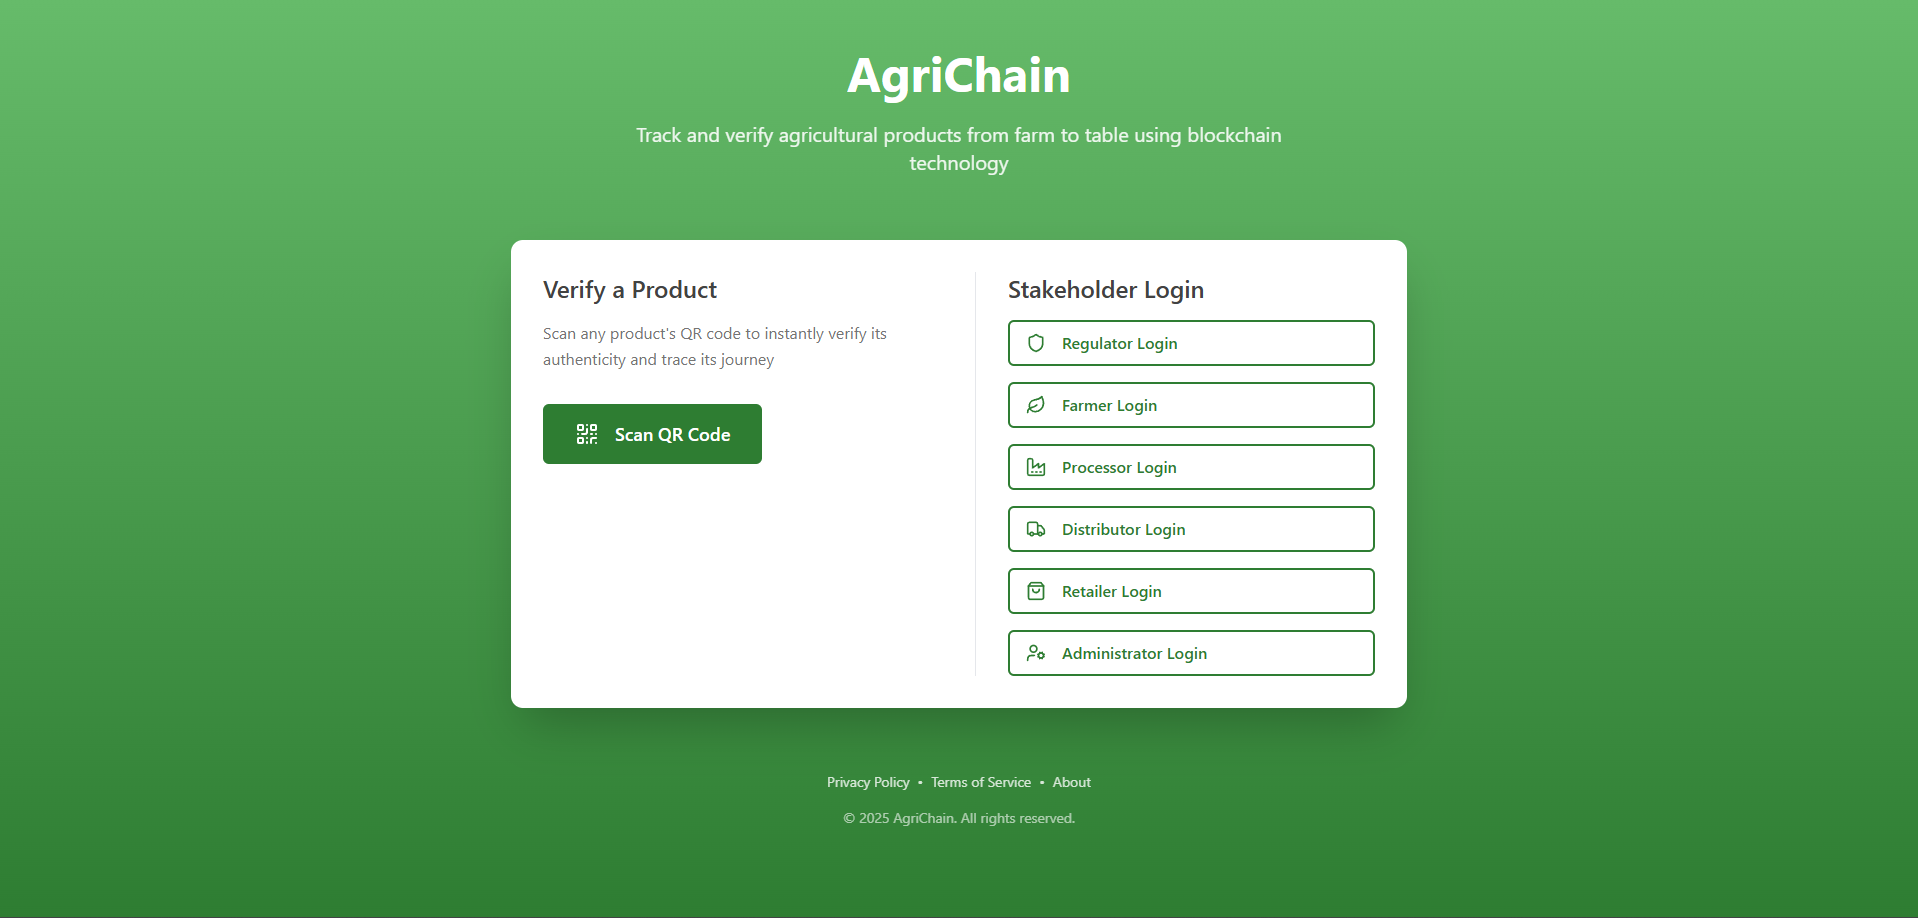 AgriChain
Track and verify agricultural products from farm to table using blockchain
technology
Verify a Product
Scan any product's QR code to instantly verify its
authenticity and trace its journey
Scan QR Code
Stakeholder Login
Regulator Login
Farmer Login
Processor Login
Distributor Login
Retailer Login
Administrator Login
Privacy Policy • Terms of Service • About
© 2025 AgriChain. All rights reserved.